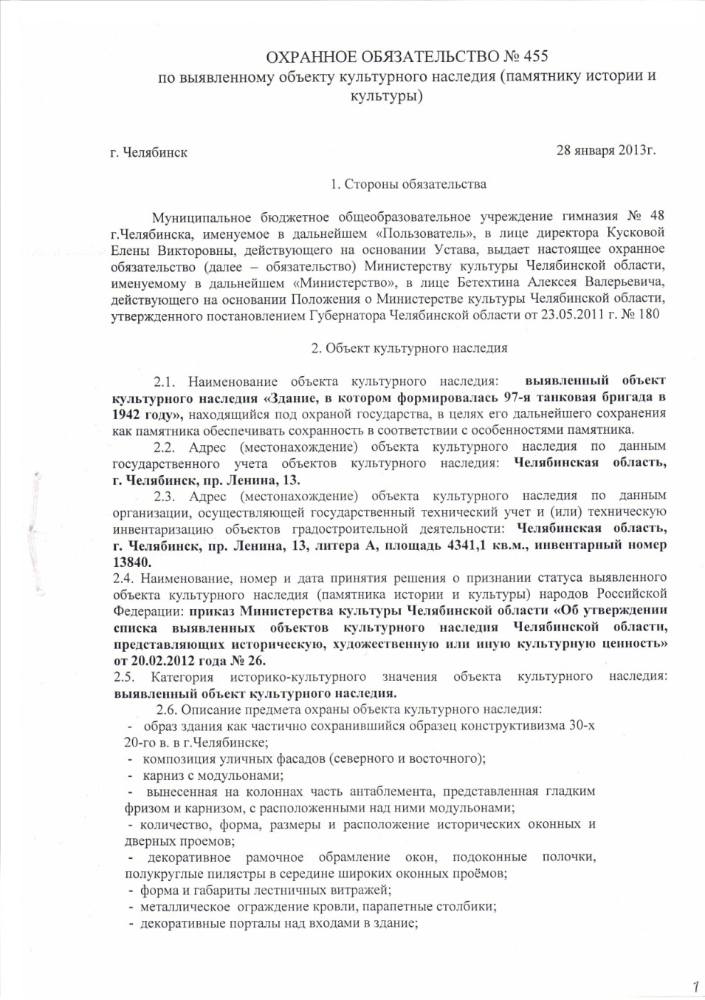 ОХРАННОЕ ОБЯЗАТЕЛЬСТВО № 455
по выявленному объекту культурного наследия (памятнику истории и
культуры)
г. Челябинск
28 января 2013г.
1. Стороны обязательства
Муниципальное бюджетное общеобразовательное учреждение гимназия № 48
г.Челябинска, именуемое в дальнейшем «Пользователь», в лице директора Кусковой
Елены Викторовны, действующего на основании Устава, выдает настоящее охранное
обязательство (далее – обязательство) Министерству культуры Челябинской области,
именуемому в дальнейшем «Министерство», в лице Бетехтина Алексея Валерьевича,
действующего на основании Положения о Министерстве культуры Челябинской области,
утвержденного постановлением Губернатора Челябинской области от 23.05.2011 г. № 180
2. Объект культурного наследия
2.1. Наименование объекта культурного наследия: выявленный объект
культурного наследия «Здание, в котором формировалась 97-я танковая бригада в
1942 году», находящийся под охраной государства, в целях его дальнейшего сохранения
как памятника обеспечивать сохранность в соответствии с особенностями памятника.
2.2. Адрес (местонахождение) объекта культурного наследия по данным
государственного учета объектов культурного наследия: Челябинская область,
г. Челябинск, пр. Ленина, 13.
2.3. Адрес (местонахождение) объекта культурного наследия по данным
организации, осуществляющей государственный технический учет и (или) техническую
инвентаризацию объектов градостроительной деятельности: Челябинская область,
г. Челябинск, пр. Ленина, 13, литера А, площадь 4341,1 кв.м., инвентарный номер
13840.
2.4. Наименование, номер и дата принятия решения о признании статуса выявленного
объекта культурного наследия (памятника истории и культуры) народов Российской
Федерации: приказ Министерства культуры Челябинской области «Об утверждении
списка выявленных объектов культурного наследия Челябинской области,
представляющих историческую, художественную или иную культурную ценность»
от 20.02.2012 года № 26.
2.5. Категория историко-культурного значения объекта культурного наследия:
выявленный объект культурного наследия.
2.6. Описание предмета охраны объекта культурного наследия:
- образ здания как частично сохранившийся образец конструктивизма 30-х
20-го в. в г.Челябинске;
- композиция уличных фасадов (северного и восточного);
- карниз с модульонами;
- вынесенная на колоннах часть антаблемента, представленная гладким
фризом и карнизом, с расположенными над ними модульонами;
- количество, форма, размеры и расположение исторических оконных и
дверных проемов;
- декоративное рамочное обрамление окон, подоконные полочки,
полукруглые пилястры в середине широких оконных проёмов;
- форма и габариты лестничных витражей;
- металлическое ограждение кровли, парапетные столбики;
- декоративные порталы над входами в здание;
1